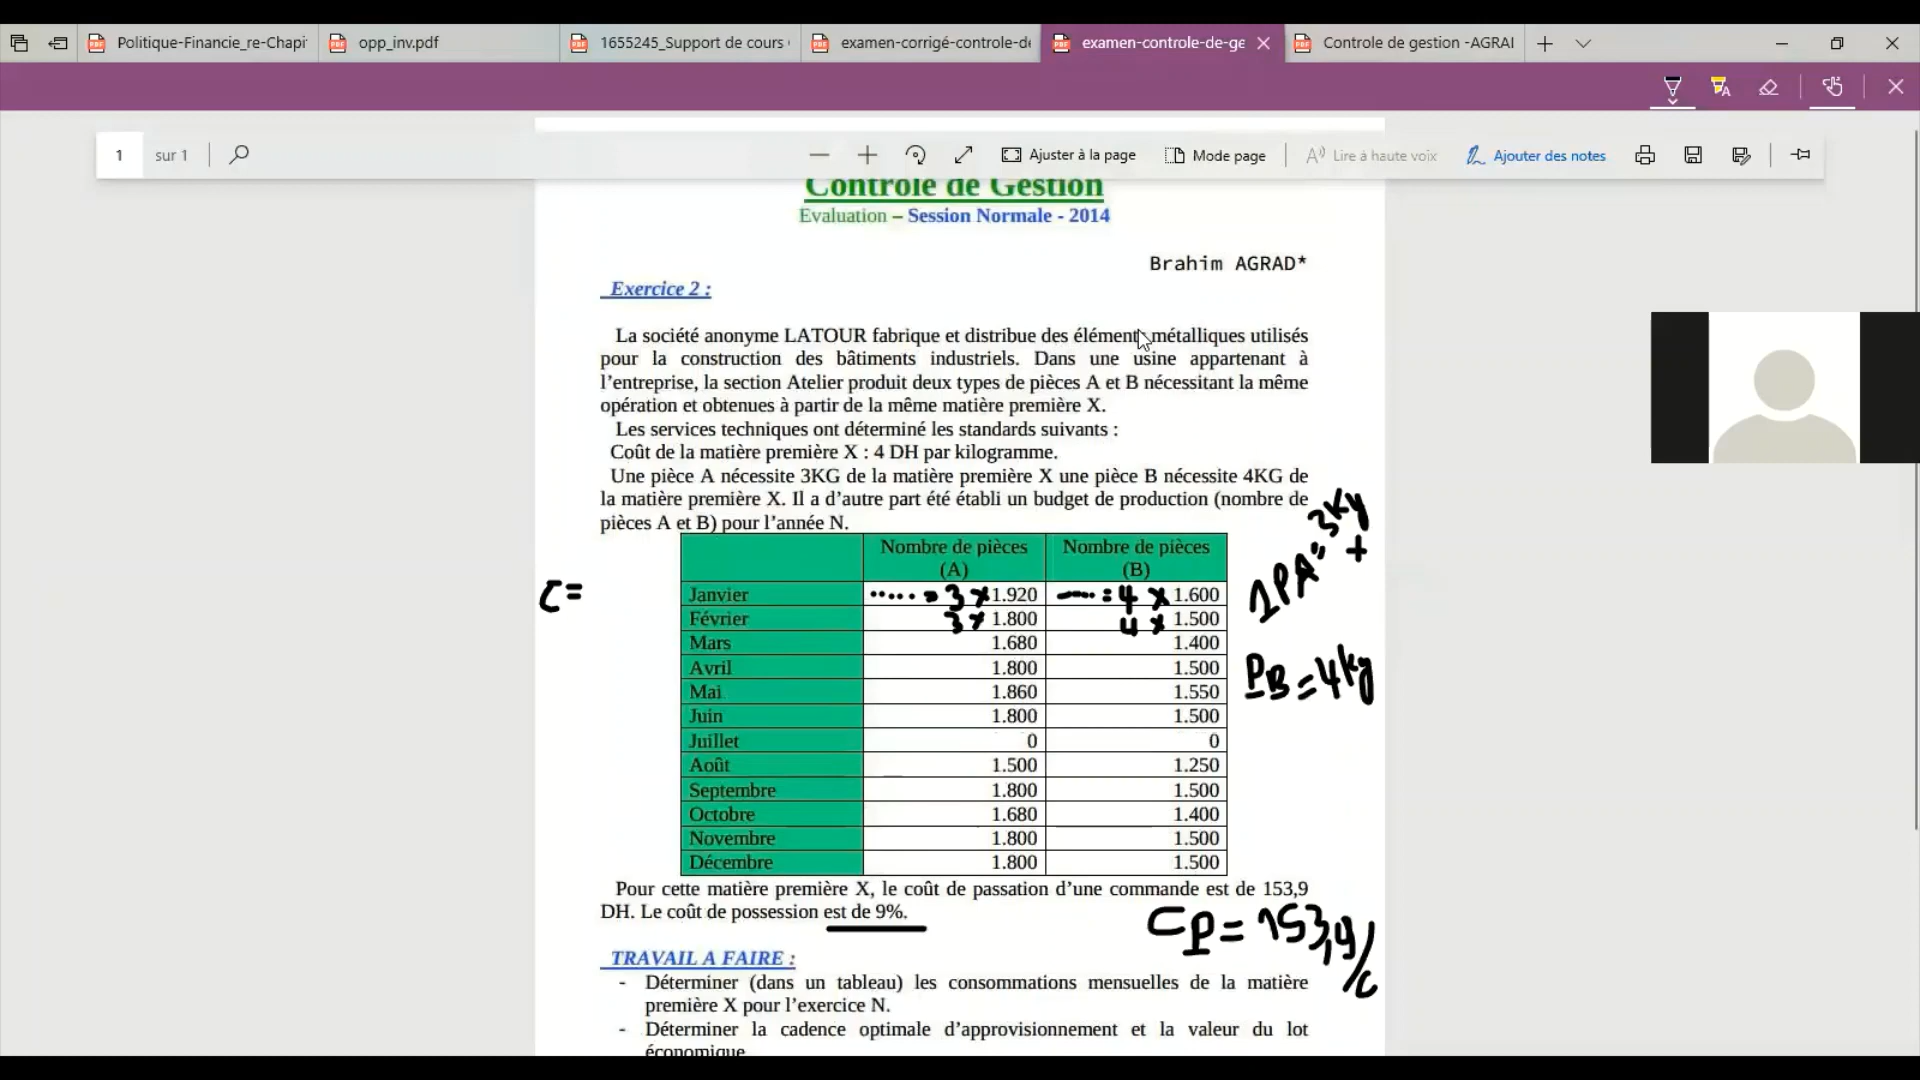 Politique-Financie_re-Chapi
opp_inv.pdf
1655245_Support de cours
examen-corrigé-controle-de
examen-controle-de-ge
Controle de gestion -AGRAI
1 sur 1
Ajuster à la page
Mode page
Lire à haute voix
Ajouter des notes
Controle de Gestion
Evaluation – Session Normale - 2014
Brahim AGRAD*
Exercice 2 :
La société anonyme LATOUR fabrique et distribue des éléments métalliques utilisés
pour la construction des bâtiments industriels. Dans une usine appartenant à
l’entreprise, la section Atelier produit deux types de pièces A et B nécessitant la même
opération et obtenues à partir de la même matière première X.
Les services techniques ont déterminé les standards suivants :
Coût de la matière première X : 4 DH par kilogramme.
Une pièce A nécessite 3KG de la matière première X une pièce B nécessite 4KG de
la matière première X. Il a d’autre part été établi un budget de production (nombre de
pièces A et B) pour l’année N.
Nombre de pièces (A) Nombre de pièces (B)
C =
Janvier ..... = 3 x 1.920 = 4 x 1.600
Février 3 x 1.800 4 x 1.500
Mars 1.680 1.400
Avril 1.800 1.500
Mai 1.860 1.550
Juin 1.800 1.500
Juillet 0 0
Août 1.500 1.250
Septembre 1.800 1.500
Octobre 1.680 1.400
Novembre 1.800 1.500
Décembre 1.800 1.500
1PA = 3Kg
+
PB = 4kg
Pour cette matière première X, le coût de passation d’une commande est de 153,9
DH. Le coût de possession est de 9%.
CP = 153,9/c
TRAVAIL A FAIRE :
- Déterminer (dans un tableau) les consommations mensuelles de la matière
première X pour l’exercice N.
- Déterminer la cadence optimale d’approvisionnement et la valeur du lot
économique